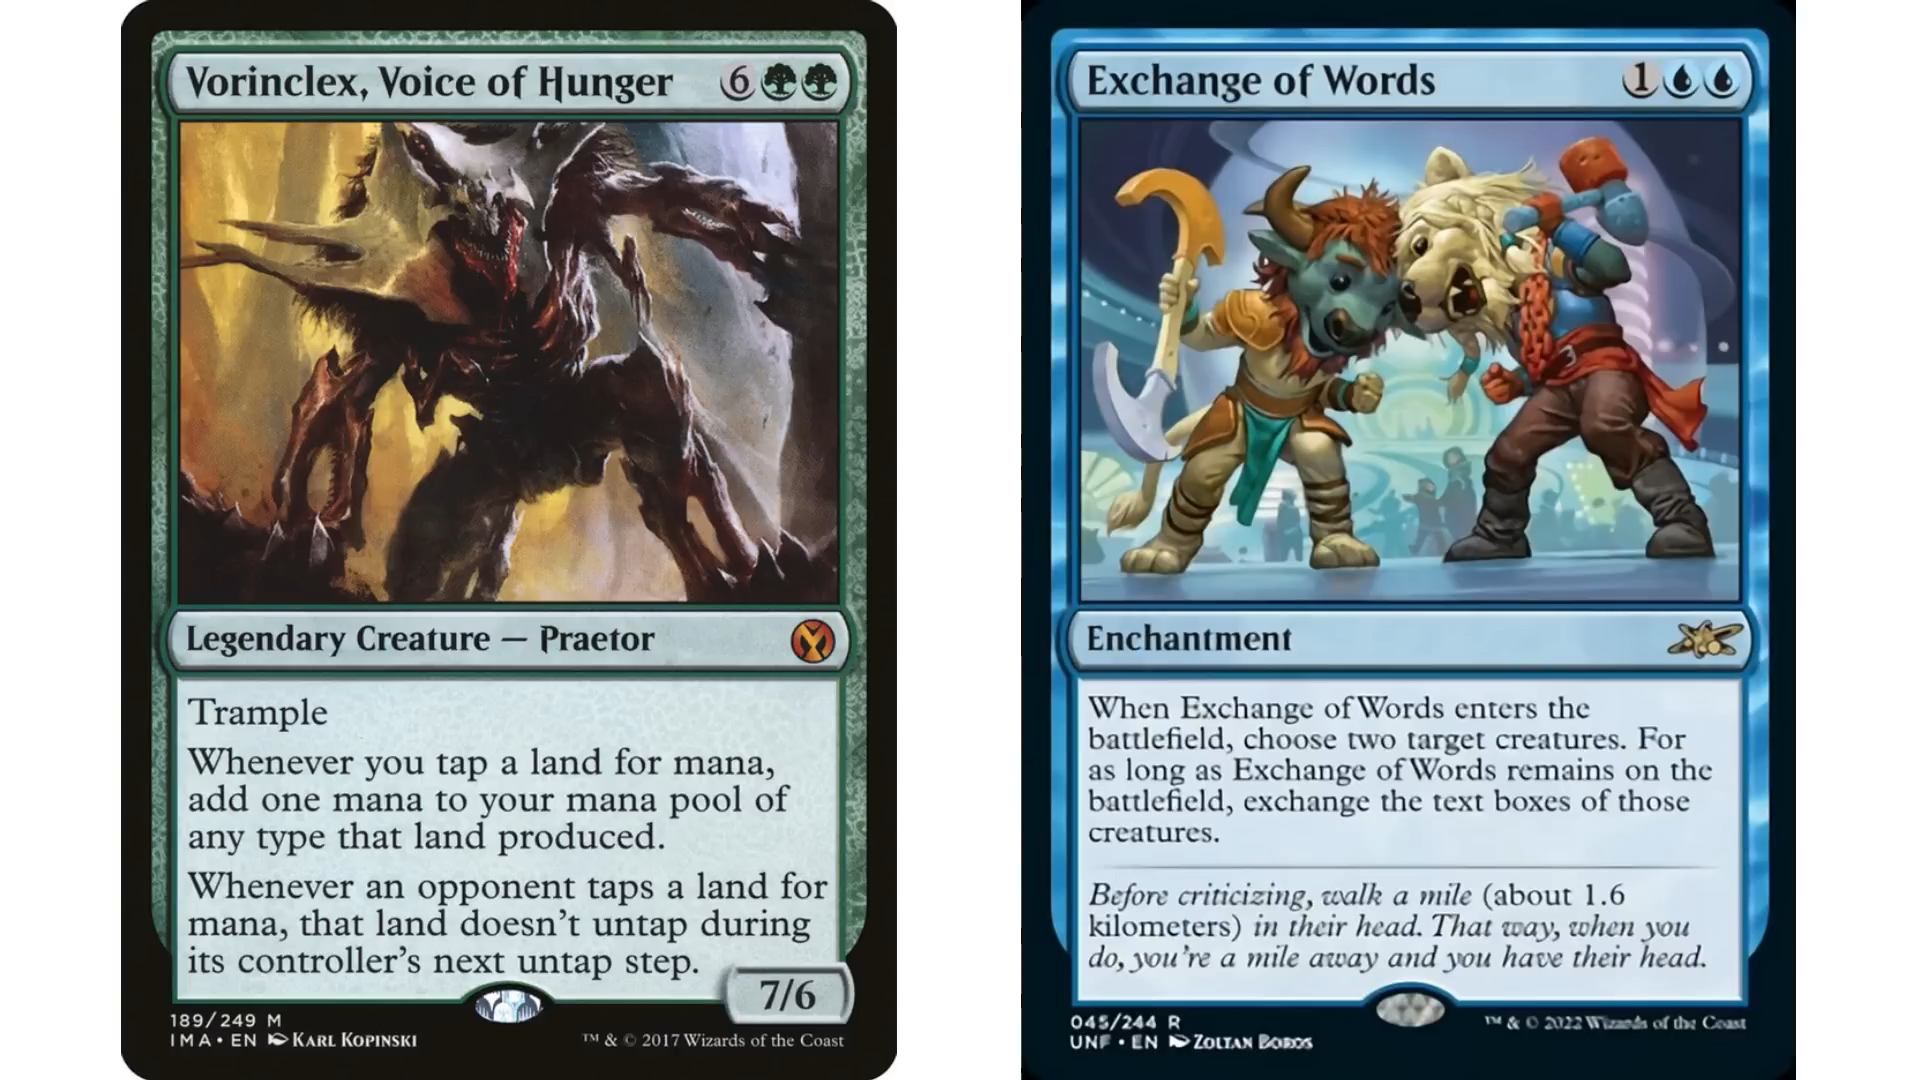 Vorinclex, Voice of Hunger 6
Legendary Creature — Praetor
Trample
Whenever you tap a land for mana,
add one mana to your mana pool of
any type that land produced.
Whenever an opponent taps a land for
mana, that land doesn't untap during
its controller's next untap step.
7/6
189/249 M
IMA • EN KARL KOPINSKI
™ & © 2017 Wizards of the Coast
Exchange of Words 1
Enchantment
When Exchange of Words enters the
battlefield, choose two target creatures. For
as long as Exchange of Words remains on the
battlefield, exchange the text boxes of those
creatures.
Before criticizing, walk a mile (about 1.6
kilometers) in their head. That way, when you
do, you're a mile away and you have their head.
045/244 R
UNF • EN ZOLTAN BOROS
™ & © 2022 Wizards of the Coast